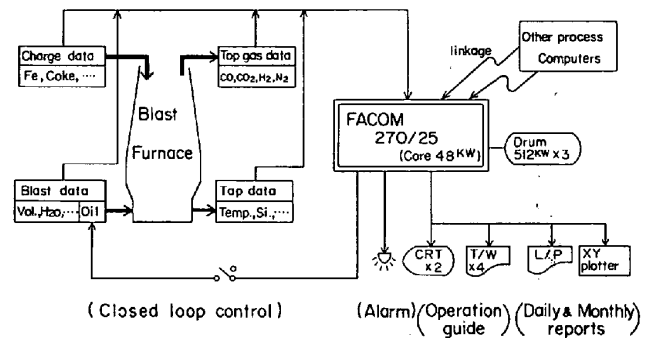 Charge data
Fe, Coke, ····
Top gas data
CO, CO₂, H₂, N₂
Blast
Furnace
Blast data
Vol., H₂O, ··· Oil
Tap data
Temp., Si., ···
linkage
Other process
Computers
FACOM
270/25
(Core 48KW)
Drum
512KW × 3
CRT
×2
T/W
×4
L/P
XY
plotter
(Closed loop control)
(Alarm) (Operation guide) (Daily & Monthly reports)